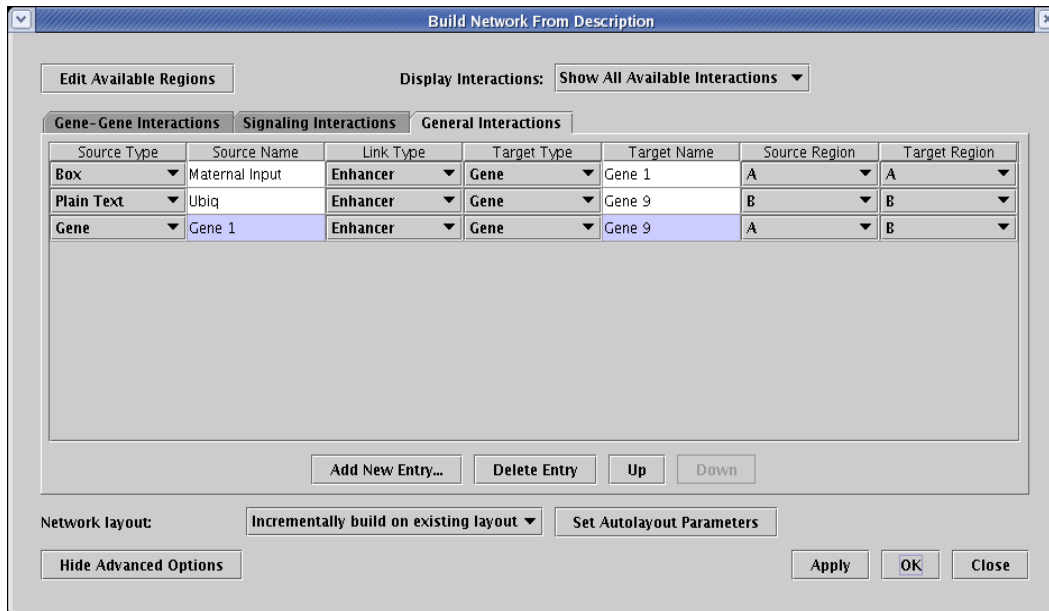 Build Network From Description
Edit Available Regions Display Interactions: Show All Available Interactions
Gene-Gene Interactions Signaling Interactions General Interactions
Source Type Source Name Link Type Target Type Target Name Source Region Target Region
Box Maternal Input Enhancer Gene Gene 1 A A
Plain Text Ubiq Enhancer Gene Gene 9 B B
Gene Gene 1 Enhancer Gene Gene 9 A B
Add New Entry... Delete Entry Up Down
Network layout: Incrementally build on existing layout Set Autolayout Parameters
Hide Advanced Options Apply OK Close